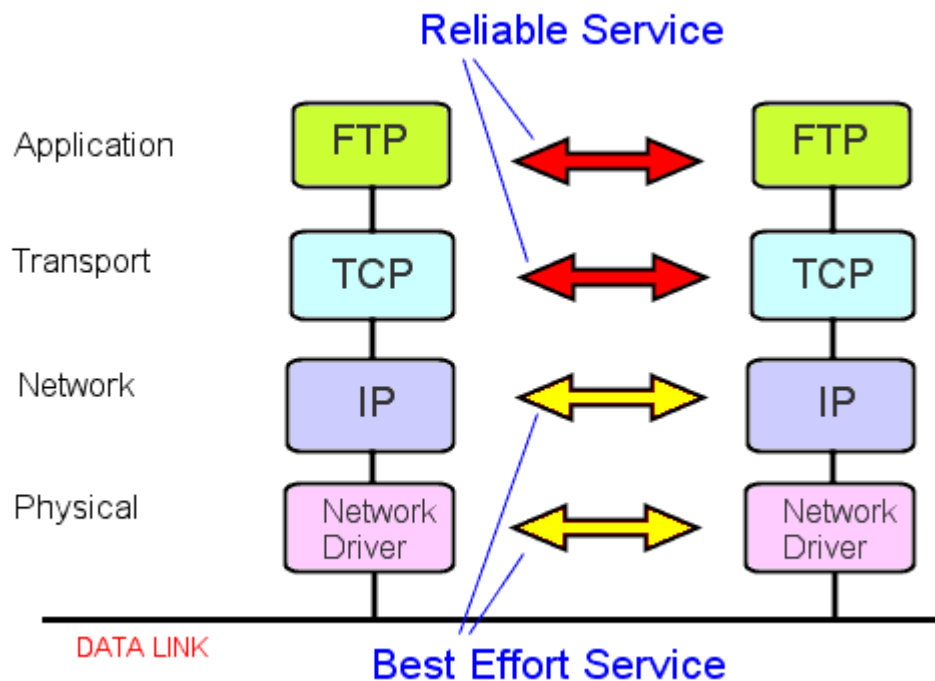 Reliable Service
Application
FTP
FTP
Transport
TCP
TCP
Network
IP
IP
Physical
Network
Driver
Network
Driver
DATA LINK
Best Effort Service